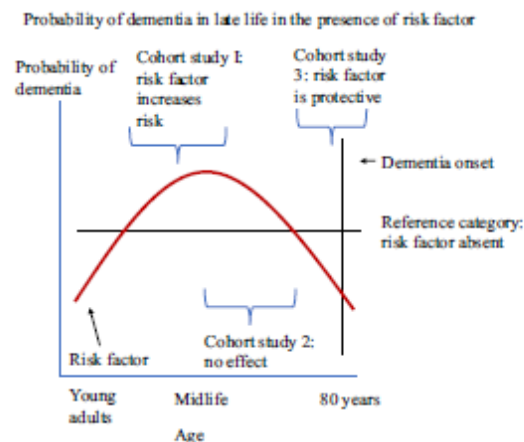 Probability of dementia in late life in the presence of risk factor
Probability of
dementia
Cohort study 1:
risk factor
increases
risk
Cohort study
3: risk factor
is protective
← Dementia onset
Reference category:
risk factor absent
Risk factor
Cohort study 2:
no effect
Young
adults
Midlife
80 years
Age